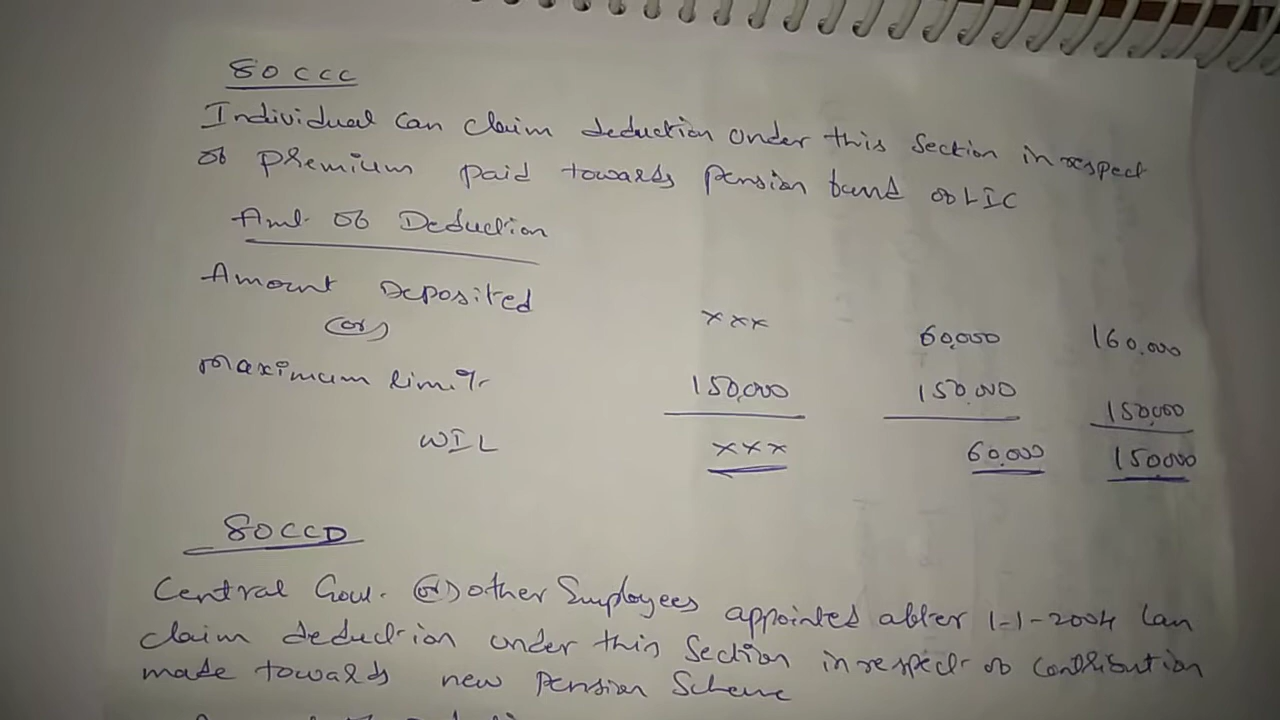 80CCC
Individual can claim deduction under this Section in respect
of premium paid towards pension fund of LIC
Amt. of Deduction
Amount Deposited xxx 60,000 160,000
(or)
Maximum limit 150,000 150,000 150,000
WIL xxx 60,000 150000
80CCD
Central Govt. (or) other Employees appointed after 1-1-2004 Can
claim deduction under this Section in respect of contribution
made towards new pension Scheme